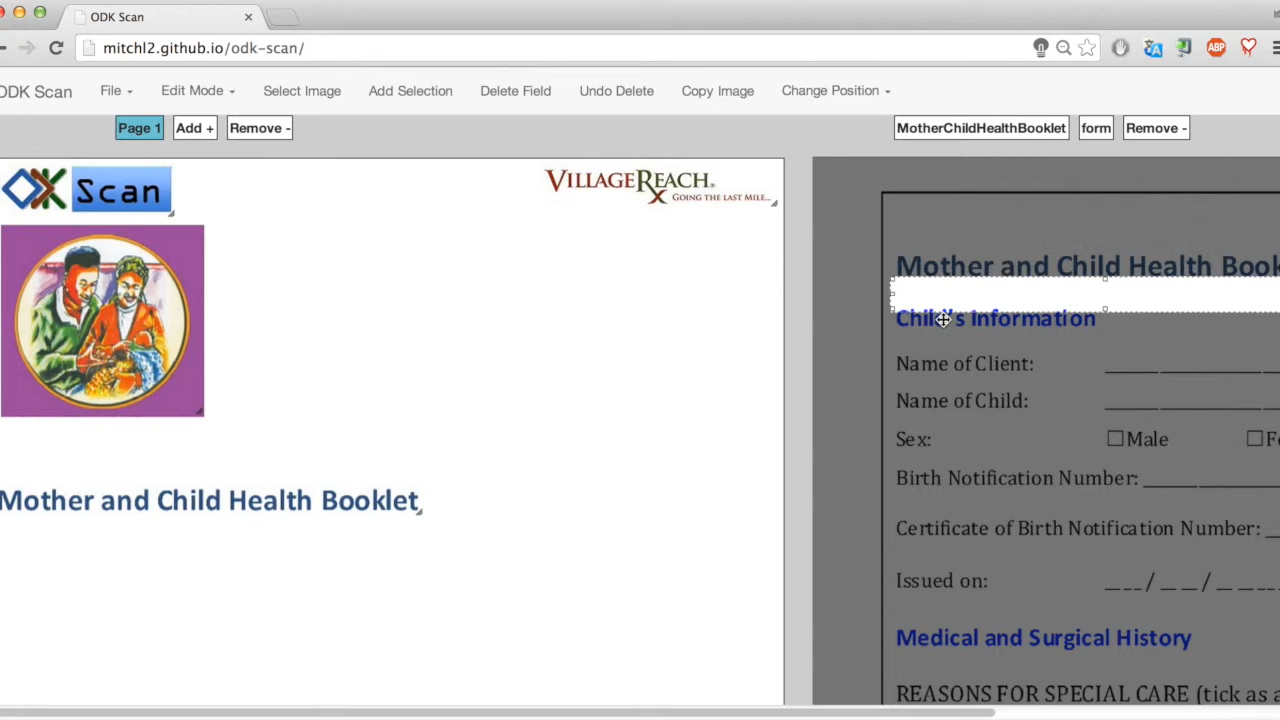 ODK Scan
mitchl2.github.io/odk-scan/
ABP
ODK Scan File Edit Mode Select Image Add Selection Delete Field Undo Delete Copy Image Change Position
Page 1 Add + Remove -
MotherChildHealthBooklet form Remove -
Scan
VILLAGEREACH®
GOING THE LAST MILE...
Mother and Child Health Booklet
Mother and Child Health Book
Child's Information
Name of Client:
Name of Child:
Sex: Male Fe
Birth Notification Number:
Certificate of Birth Notification Number:
Issued on: / /
Medical and Surgical History
REASONS FOR SPECIAL CARE (tick as a